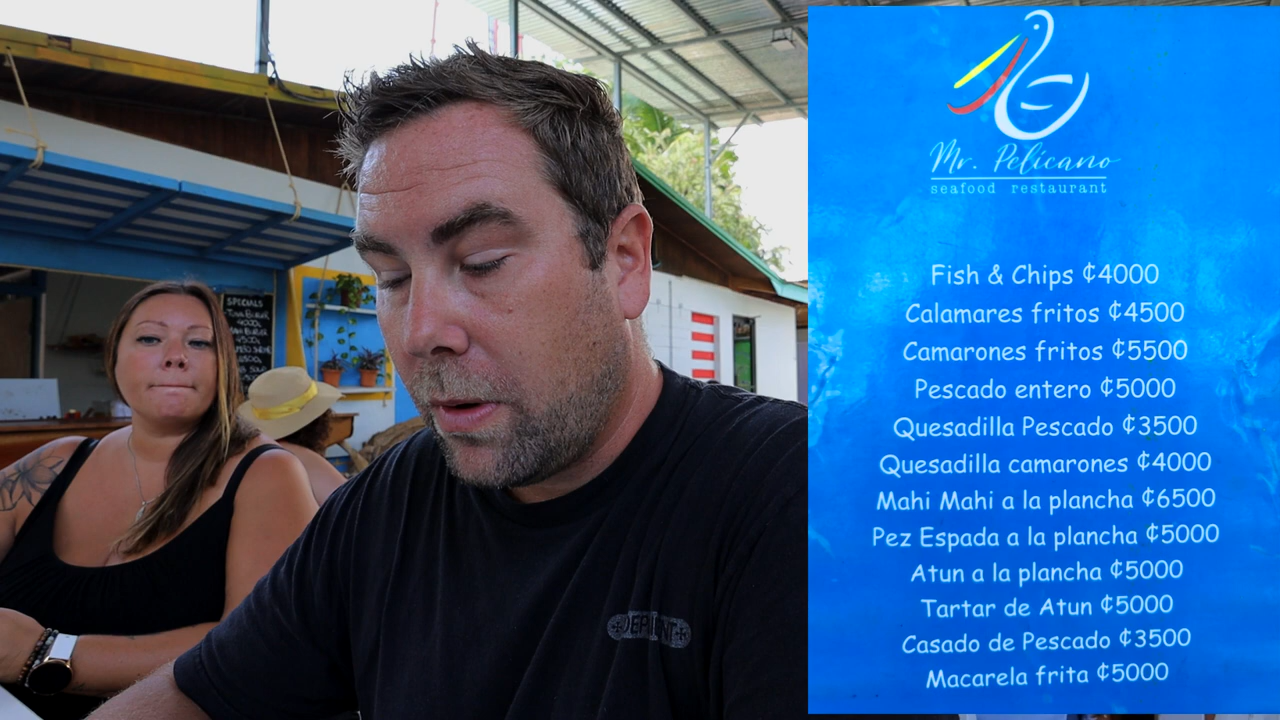 Mr. Pelicano
seafood restaurant
Fish & Chips ₡4000
Calamares fritos ₡4500
Camarones fritos ₡5500
Pescado entero ₡5000
Quesadilla Pescado ₡3500
Quesadilla camarones ₡4000
Mahi Mahi a la plancha ₡6500
Pez Espada a la plancha ₡5000
Atun a la plancha ₡5000
Tartar de Atun ₡5000
Casado de Pescado ₡3500
Macarela frita ₡5000
SPECIALS